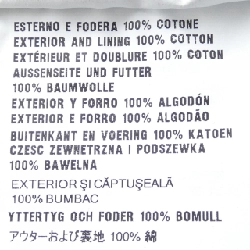 ESTERNO E FODERA 100% COTONE
EXTERIOR AND LINING 100% COTTON
EXTÉRIEUR ET DOUBLURE 100% COTON
AUSSENSEITE UND FUTTER
100% BAUMWOLLE
EXTERIOR Y FORRO 100% ALGODÓN
EXTERIOR E FORRO 100% ALGODÃO
BUITENKANT EN VOERING 100% KATOEN
CZESC ZEWNETRZNA I PODSZEWKA
100% BAWELNA
EXTERIOR ŞI CĂPTUŞEALĂ
100% BUMBAC
YTTERTYG OCH FODER 100% BOMULL
アウターおよび裏地 100% 綿